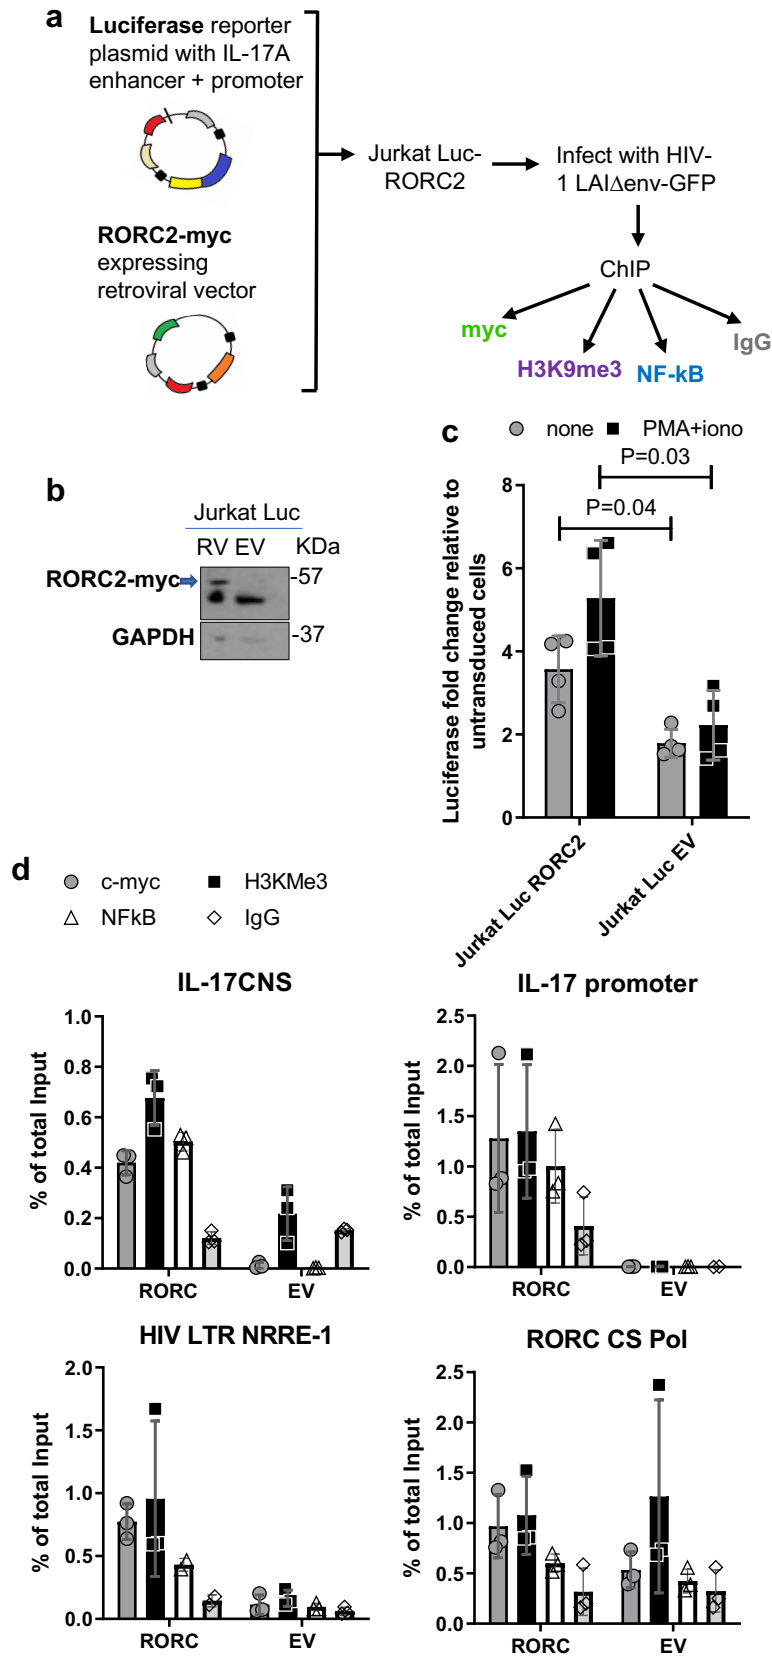 a
Luciferase reporter
plasmid with IL-17A
enhancer + promoter
RORC2-myc
expressing
retroviral vector
Jurkat Luc-
RORC2
Infect with HIV-
1 LAIΔenv-GFP
ChIP
myc
H3K9me3
NF-kB
IgG
b
Jurkat Luc
RV EV KDa
RORC2-myc
-57
GAPDH
-37
c
none PMA+iono
P=0.03
P=0.04
Luciferase fold change relative to
untransduced cells
8
6
4
2
0
Jurkat Luc RORC2
Jurkat Luc EV
d
c-myc H3KMe3
NFkB IgG
IL-17CNS
% of total Input
1.0
0.8
0.6
0.4
0.2
0.0
RORC EV
IL-17 promoter
% of total Input
2.5
2.0
1.5
1.0
0.5
0.0
RORC EV
HIV LTR NRRE-1
% of total Input
2.0
1.5
1.0
0.5
0.0
RORC EV
RORC CS Pol
% of total Input
2.5
2.0
1.5
1.0
0.5
0.0
RORC EV